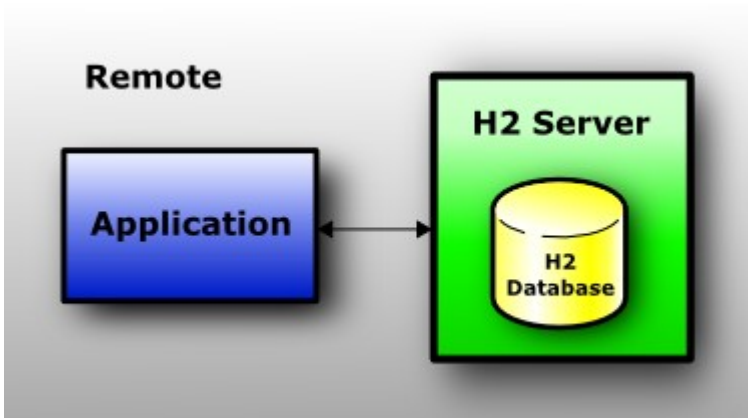 Remote
H2 Server
Application
H2
Database